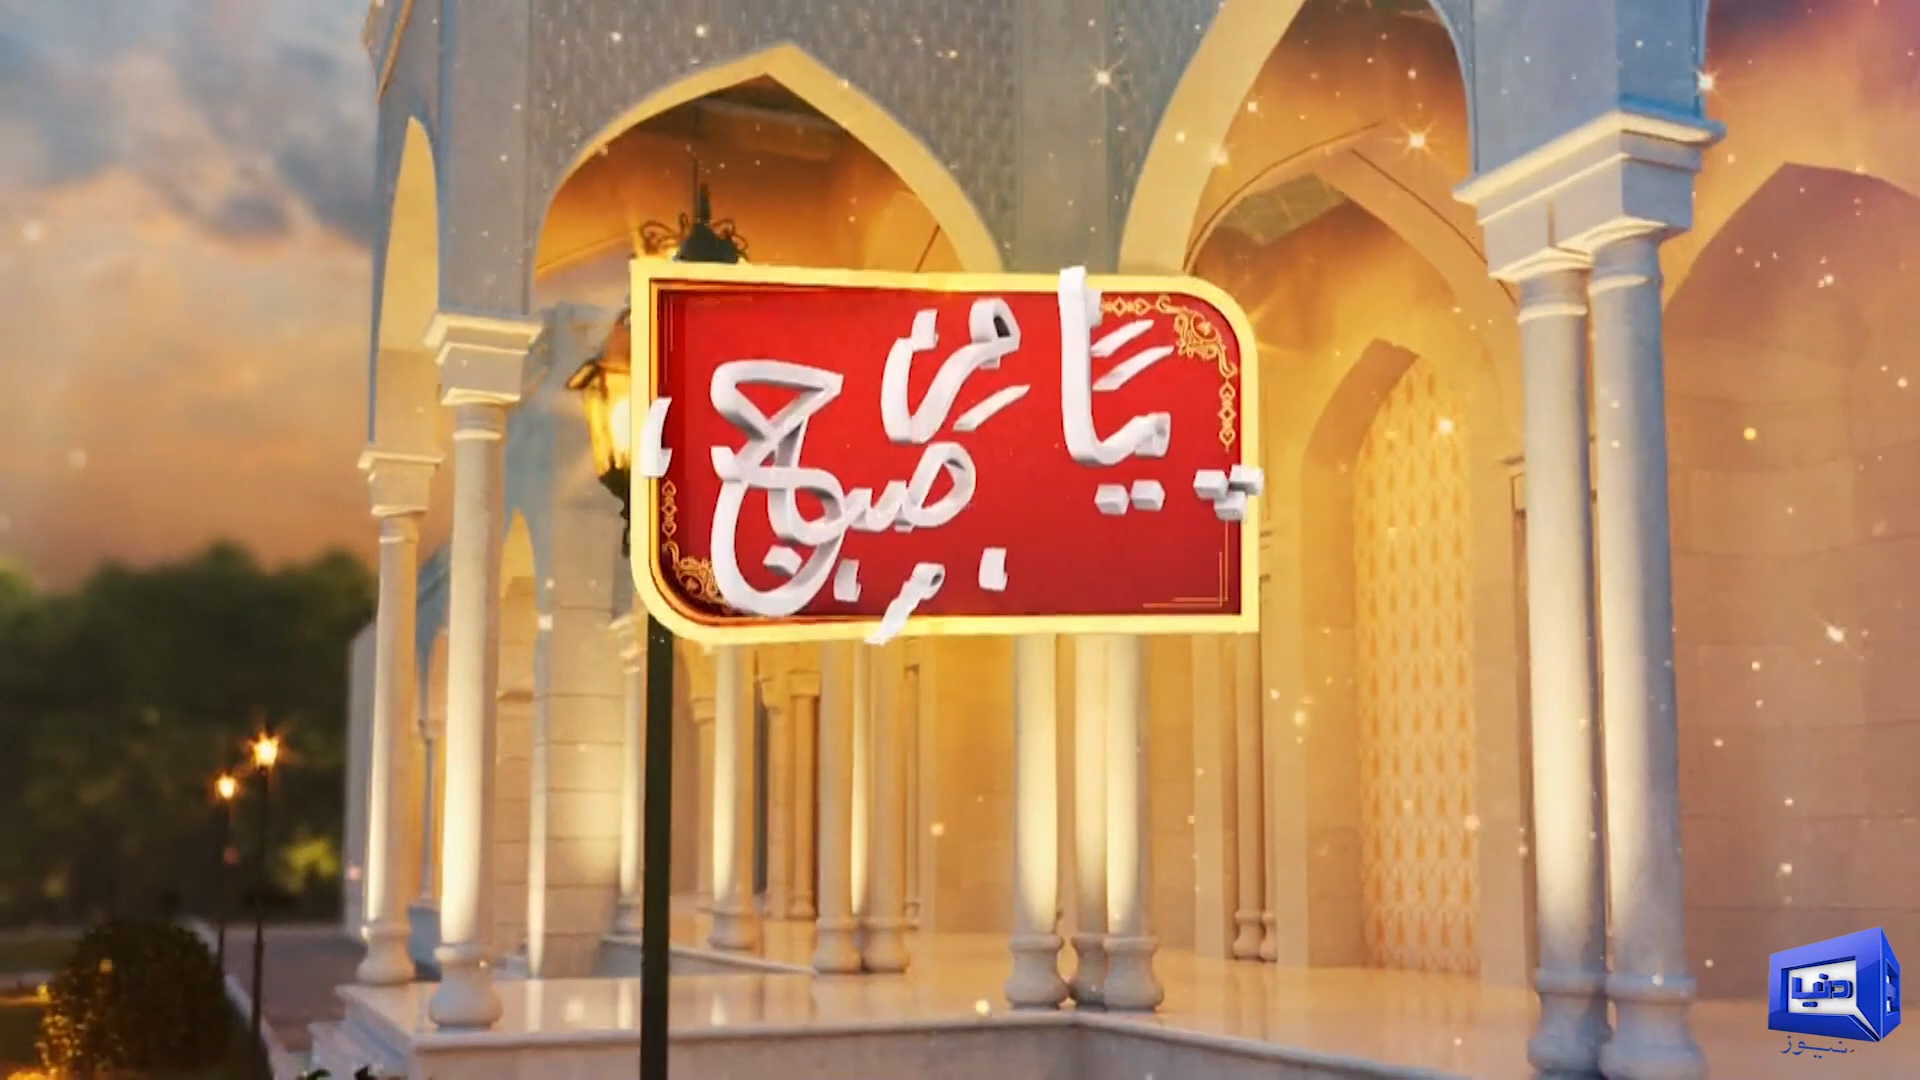 پیامِ صبح
دنیا
نیوز